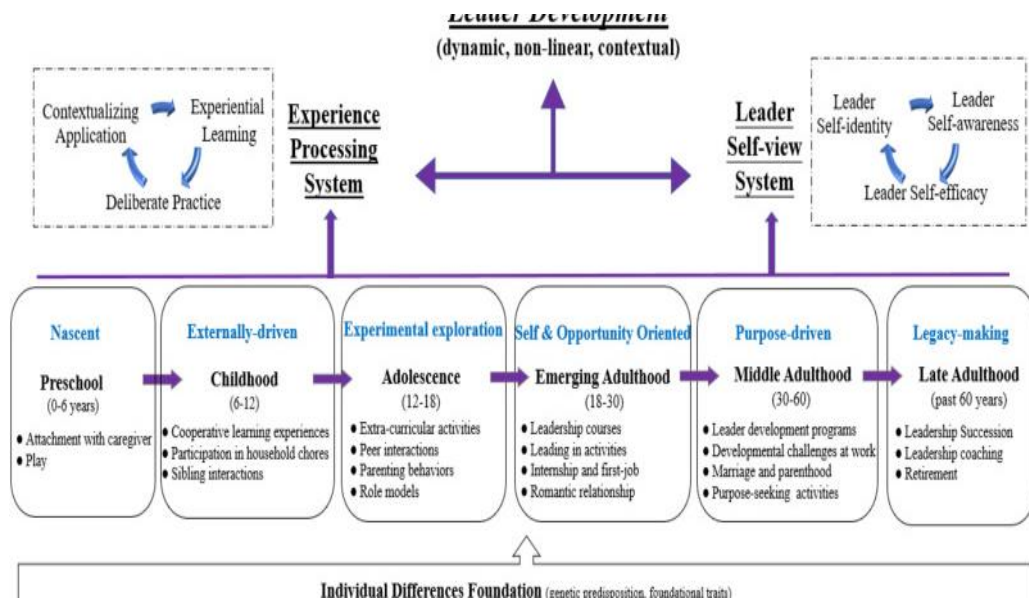 Leader Development
(dynamic, non-linear, contextual)
Contextualizing
Application
Experiential
Learning
Deliberate Practice
Experience
Processing
System
Leader
Self-view
System
Leader
Self-identity
Leader
Self-awareness
Leader Self-efficacy
Nascent
Preschool
(0-6 years)
● Attachment with caregiver
● Play
Externally-driven
Childhood
(6-12)
● Cooperative learning experiences
● Participation in household chores
● Sibling interactions
Experimental exploration
Adolescence
(12-18)
● Extra-curricular activities
● Peer interactions
● Parenting behaviors
● Role models
Self & Opportunity Oriented
Emerging Adulthood
(18-30)
● Leadership courses
● Leading in activities
● Internship and first-job
● Romantic relationship
Purpose-driven
Middle Adulthood
(30-60)
● Leader development programs
● Developmental challenges at work
● Marriage and parenthood
● Purpose-seeking activities
Legacy-making
Late Adulthood
(past 60 years)
● Leadership Succession
● Leadership coaching
● Retirement
Individual Differences Foundation (genetic predisposition, foundational traits)